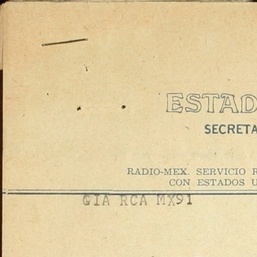 ESTAD
SECRETA
RADIO-MEX. SERVICIO R
CON ESTADOS U
GIA RCA MX91